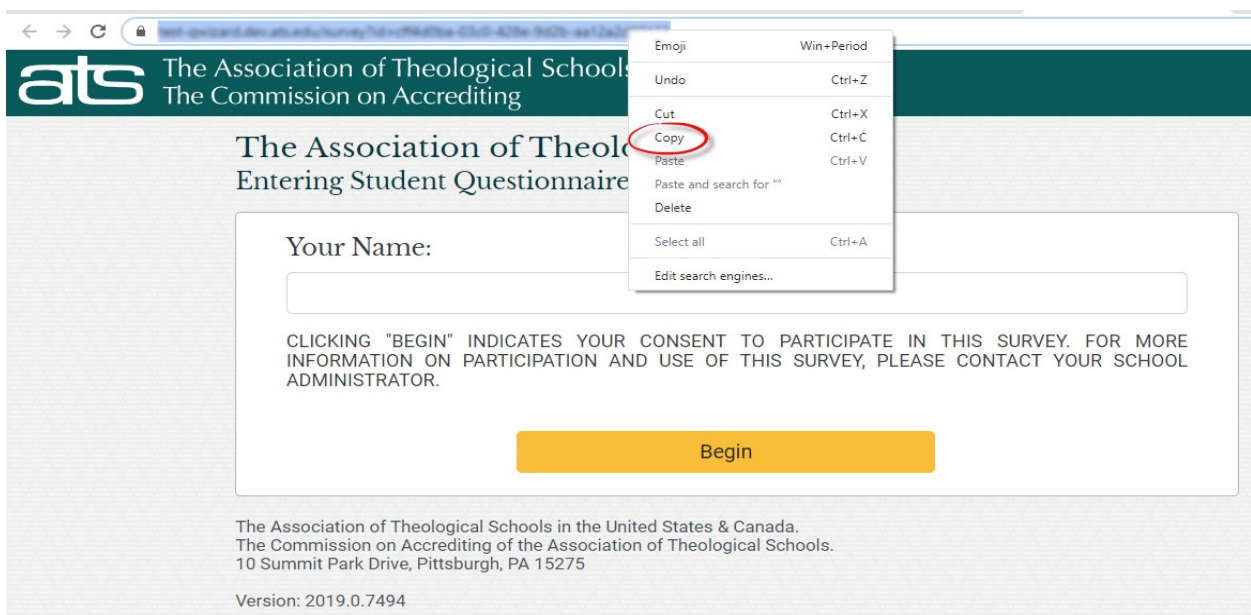 ats
The Association of Theological Schools
The Commission on Accrediting
Emoji Win+Period
Undo Ctrl+Z
Cut Ctrl+X
Copy Ctrl+C
Paste Ctrl+V
Paste and search for ""
Delete
Select all Ctrl+A
Edit search engines...
The Association of
Entering Student Questionnaire
Your Name:
CLICKING "BEGIN" INDICATES YOUR CONSENT TO PARTICIPATE IN THIS SURVEY. FOR MORE
INFORMATION ON PARTICIPATION AND USE OF THIS SURVEY, PLEASE CONTACT YOUR SCHOOL
ADMINISTRATOR.
Begin
The Association of Theological Schools in the United States & Canada.
The Commission on Accrediting of the Association of Theological Schools.
10 Summit Park Drive, Pittsburgh, PA 15275
Version: 2019.0.7494